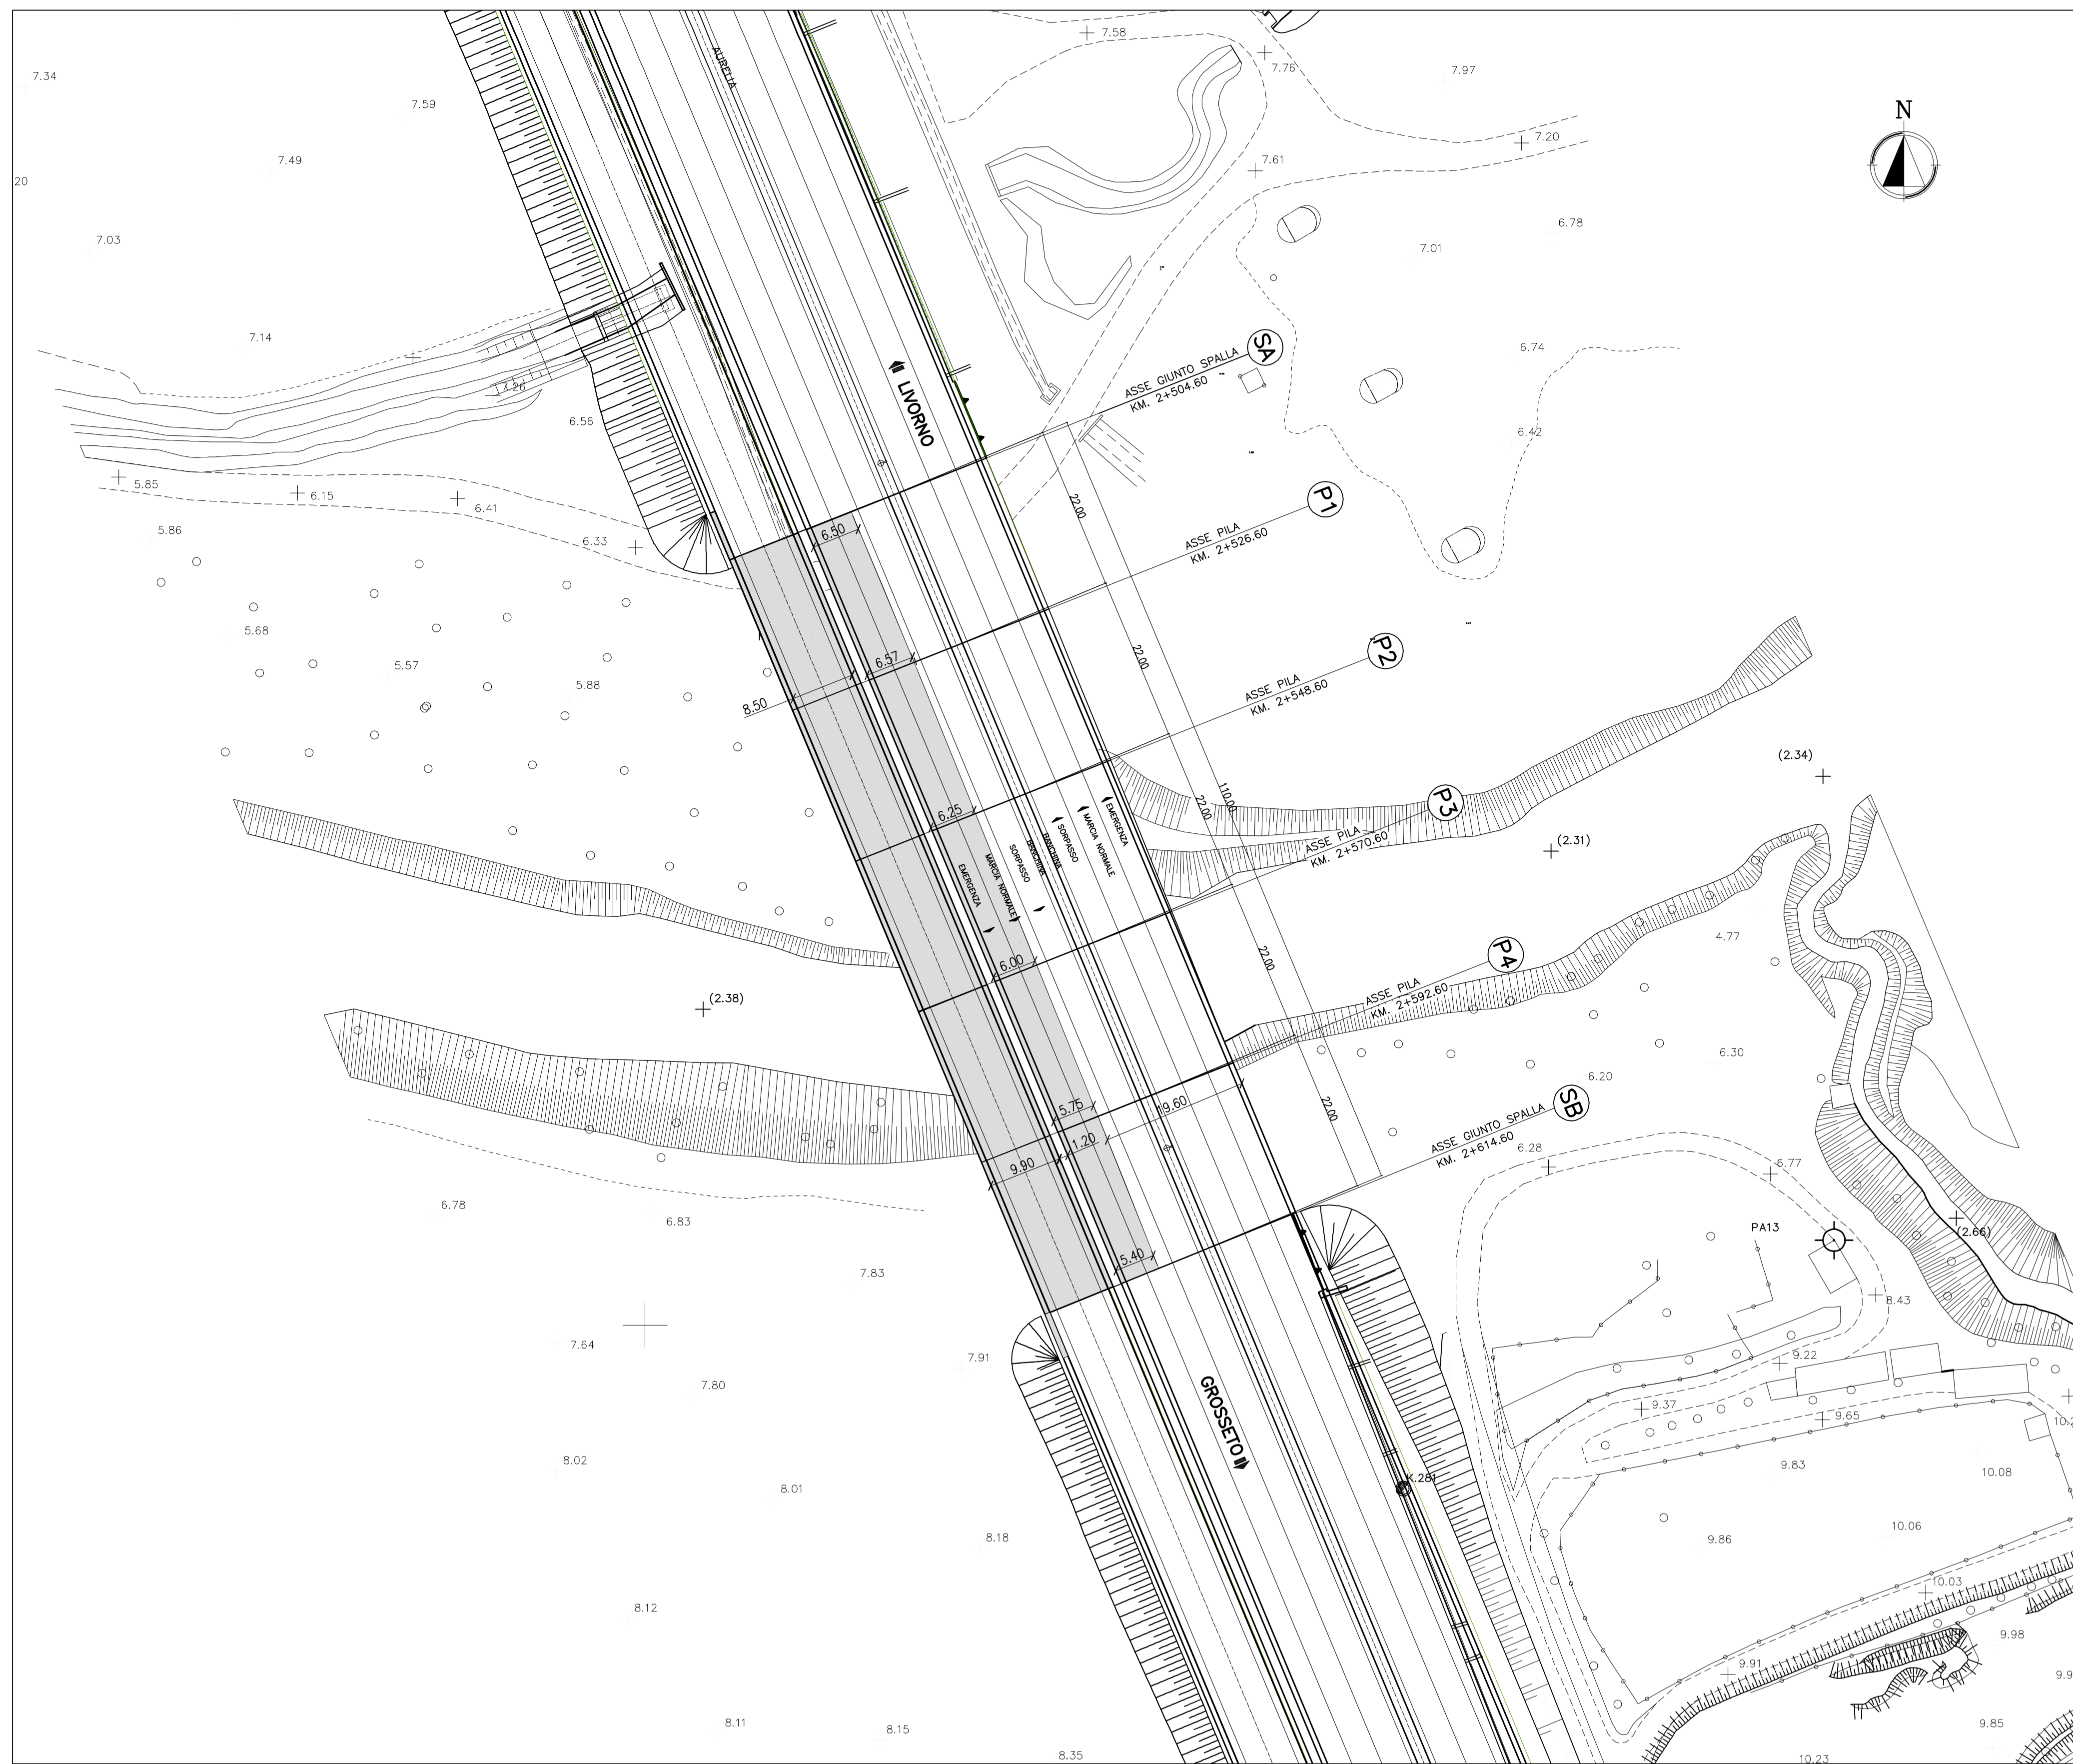 7.58
N
7.34
7.76
7.97
7.59
AURELIA
7.20
7.49
7.61
20
6.78
7.03
7.01
7.14
SA
ASSE GIUNTO SPALLA
KM. 2+504.60
6.74
7.26
LIVORNO
6.56
6.42
5.85
6.15
6.41
22.00
P1
ASSE PILA
KM. 2+526.60
5.86
6.33
6.50
5.68
5.57
5.88
6.57
8.50
22.00
P2
ASSE PILA
KM. 2+548.60
(2.34)
6.25
22.00
110.00
P3
ASSE PILA
KM. 2+570.60
(2.31)
EMERGENZA
MARCIA NORMALE
SORPASSO
BANCHINA
BANCHINA
SORPASSO
MARCIA NORMALE
EMERGENZA
4.77
6.00
22.00
P4
ASSE PILA
KM. 2+592.60
(2.38)
6.30
6.20
5.75
19.60
1.20
9.90
22.00
SB
ASSE GIUNTO SPALLA
KM. 2+614.60
6.28
6.77
6.78
6.83
PA13
(2.66)
7.83
5.40
8.43
7.64
7.91
9.22
7.80
GROSSETO
9.37
9.65
8.02
K.281
9.83
10.08
8.01
8.18
9.86
10.06
8.12
10.03
9.98
9.91
8.11
8.15
9.85
8.35
10.23